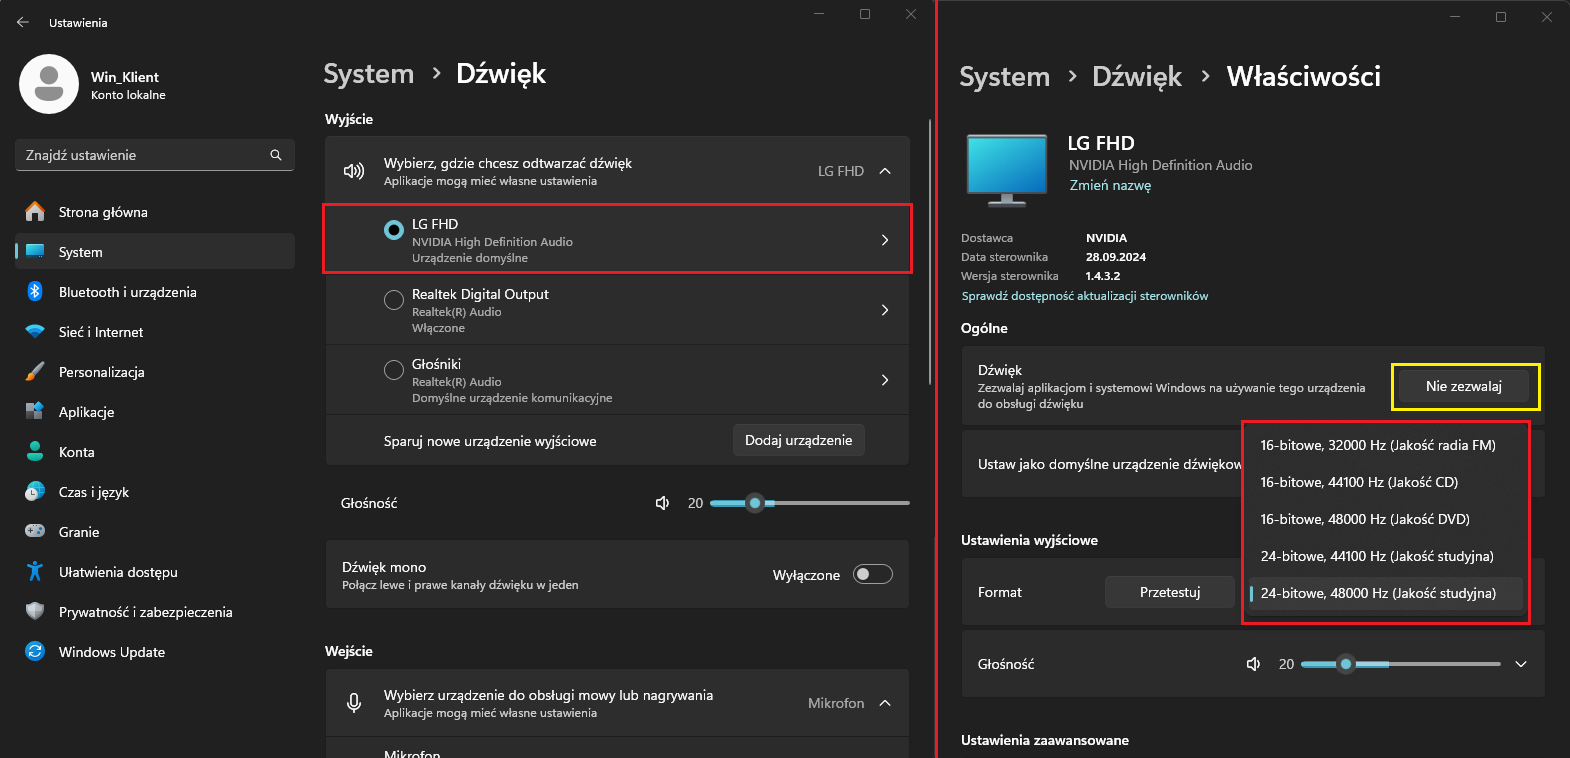 Ustawienia
Win_Klient
Konto lokalne
Znajdź ustawienie
Strona główna
System
Bluetooth i urządzenia
Sieć i Internet
Personalizacja
Aplikacje
Konta
Czas i język
Granie
Ułatwienia dostępu
Prywatność i zabezpieczenia
Windows Update
System › Dźwięk
Wyjście
Wybierz, gdzie chcesz odtwarzać dźwięk
Aplikacje mogą mieć własne ustawienia
LG FHD
LG FHD
NVIDIA High Definition Audio
Urządzenie domyślne
Realtek Digital Output
Realtek(R) Audio
Włączone
Głośniki
Realtek(R) Audio
Domyślne urządzenie komunikacyjne
Sparuj nowe urządzenie wyjściowe
Dodaj urządzenie
Głośność
20
Dźwięk mono
Połącz lewe i prawe kanały dźwięku w jeden
Wyłączone
Wejście
Wybierz urządzenie do obsługi mowy lub nagrywania
Aplikacje mogą mieć własne ustawienia
Mikrofon
Mikrofon
System › Dźwięk › Właściwości
LG FHD
NVIDIA High Definition Audio
Zmień nazwę
Dostawca NVIDIA
Data sterownika 28.09.2024
Wersja sterownika 1.4.3.2
Sprawdź dostępność aktualizacji sterowników
Ogólne
Dźwięk
Zezwalaj aplikacjom i systemowi Windows na używanie tego urządzenia
do obsługi dźwięku
Nie zezwalaj
Ustaw jako domyślne urządzenie dźwiękow
16-bitowe, 32000 Hz (Jakość radia FM)
16-bitowe, 44100 Hz (Jakość CD)
16-bitowe, 48000 Hz (Jakość DVD)
24-bitowe, 44100 Hz (Jakość studyjna)
24-bitowe, 48000 Hz (Jakość studyjna)
Ustawienia wyjściowe
Format
Przetestuj
Głośność
20
Ustawienia zaawansowane